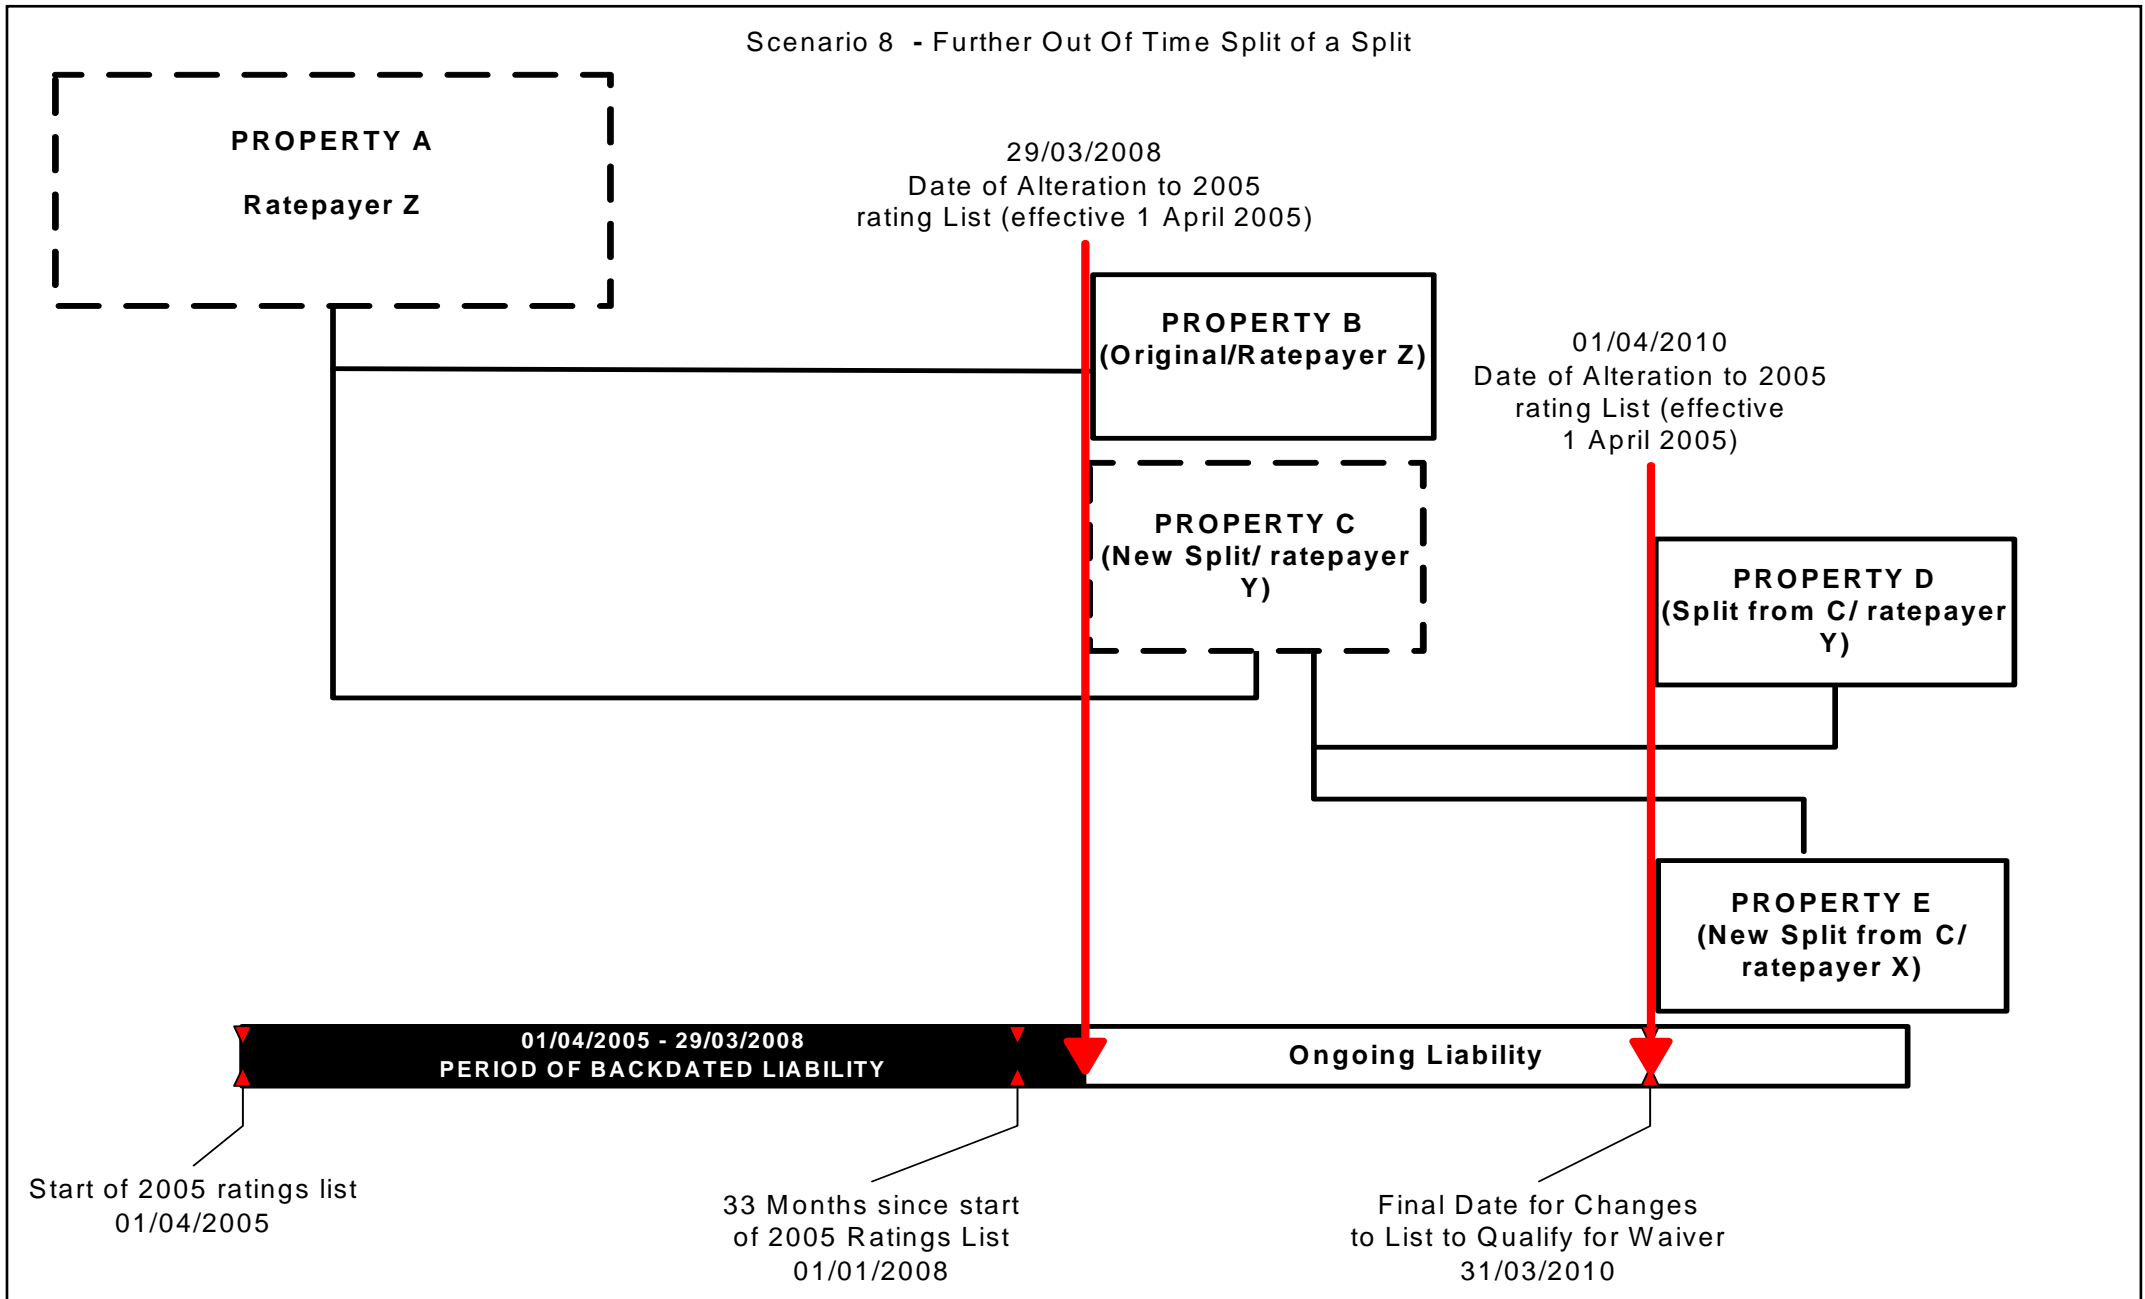 Scenario 8 - Further Out Of Time Split of a Split
PROPERTY A
Ratepayer Z
29/03/2008
Date of Alteration to 2005
rating List (effective 1 April 2005)
PROPERTY B
(Original/Ratepayer Z)
01/04/2010
Date of Alteration to 2005
rating List (effective
1 April 2005)
PROPERTY C
(New Split/ ratepayer
Y)
PROPERTY D
(Split from C/ ratepayer
Y)
PROPERTY E
(New Split from C/
ratepayer X)
01/04/2005 - 29/03/2008
PERIOD OF BACKDATED LIABILITY
Ongoing Liability
Start of 2005 ratings list
01/04/2005
33 Months since start
of 2005 Ratings List
01/01/2008
Final Date for Changes
to List to Qualify for Waiver
31/03/2010